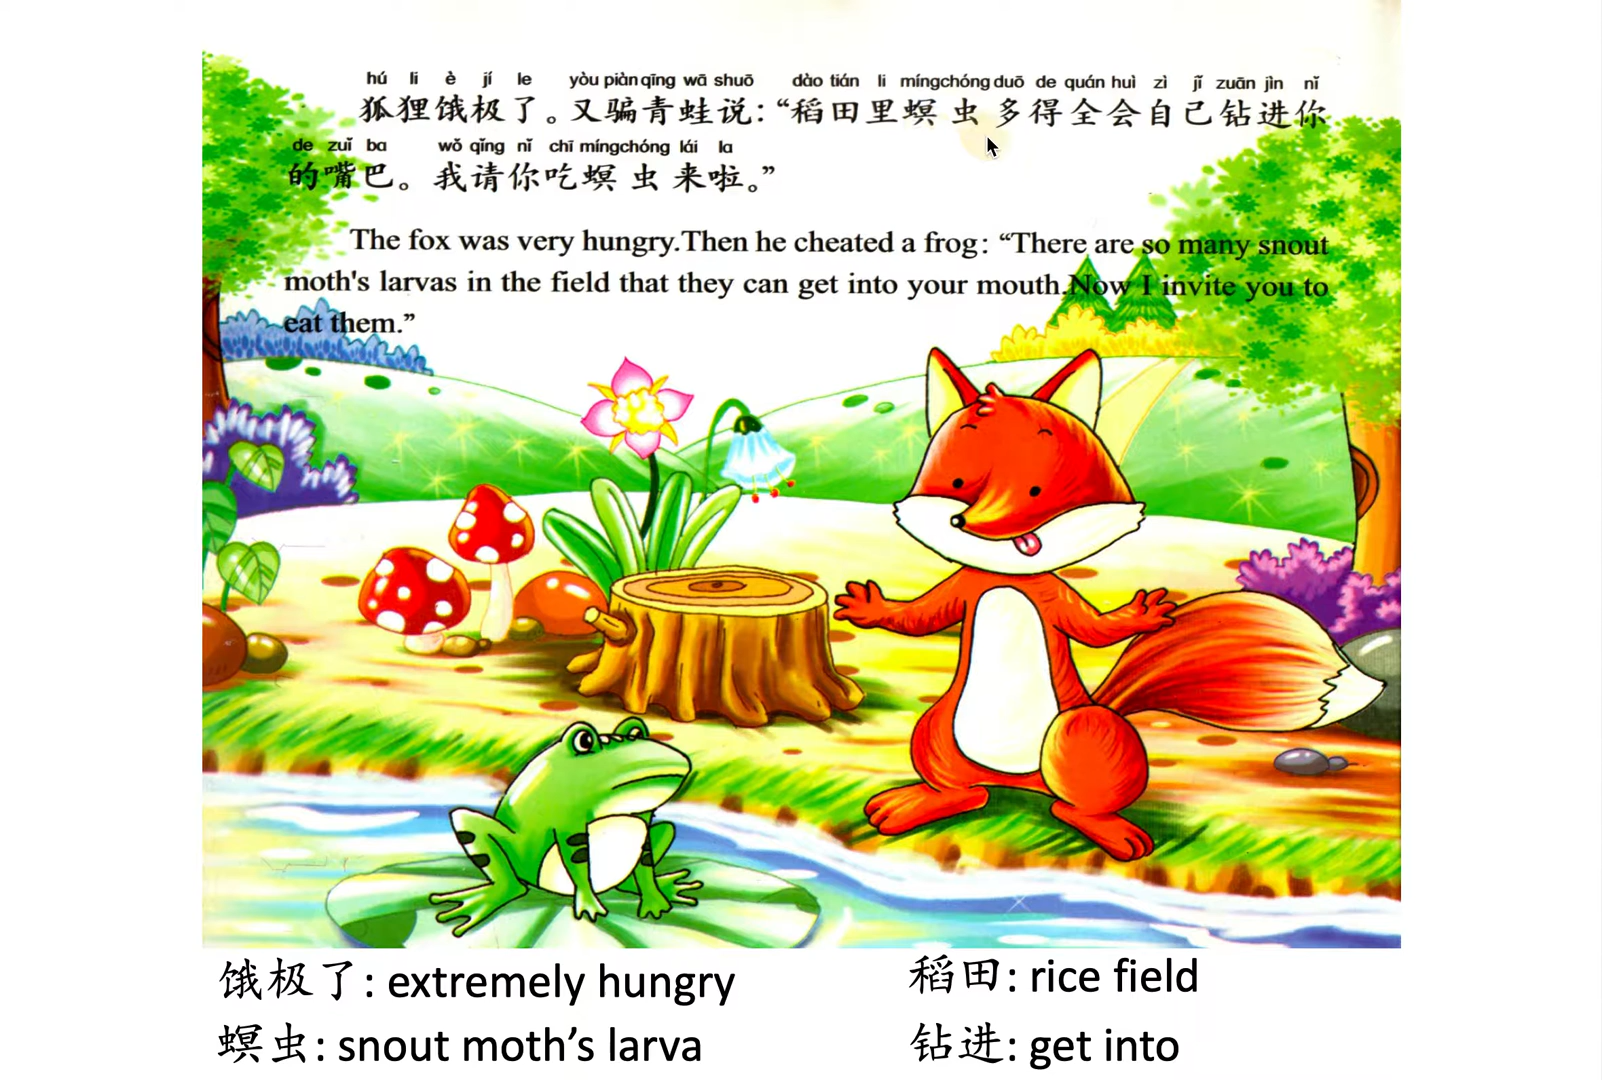 hú li è jí le yòu piàn qīng wā shuō dào tián li míngchóng duō de quán huì zì jǐ zuān jìn nǐ
狐狸饿极了。又骗青蛙说：“稻田里螟虫多得全会自己钻进你
de zuǐ ba wǒ qǐng nǐ chī míngchóng lái la
的嘴巴。我请你吃螟虫来啦。”
The fox was very hungry.Then he cheated a frog: “There are so many snout
moth's larvas in the field that they can get into your mouth.Now I invite you to
eat them.”
饿极了: extremely hungry
稻田: rice field
螟虫: snout moth’s larva
钻进: get into